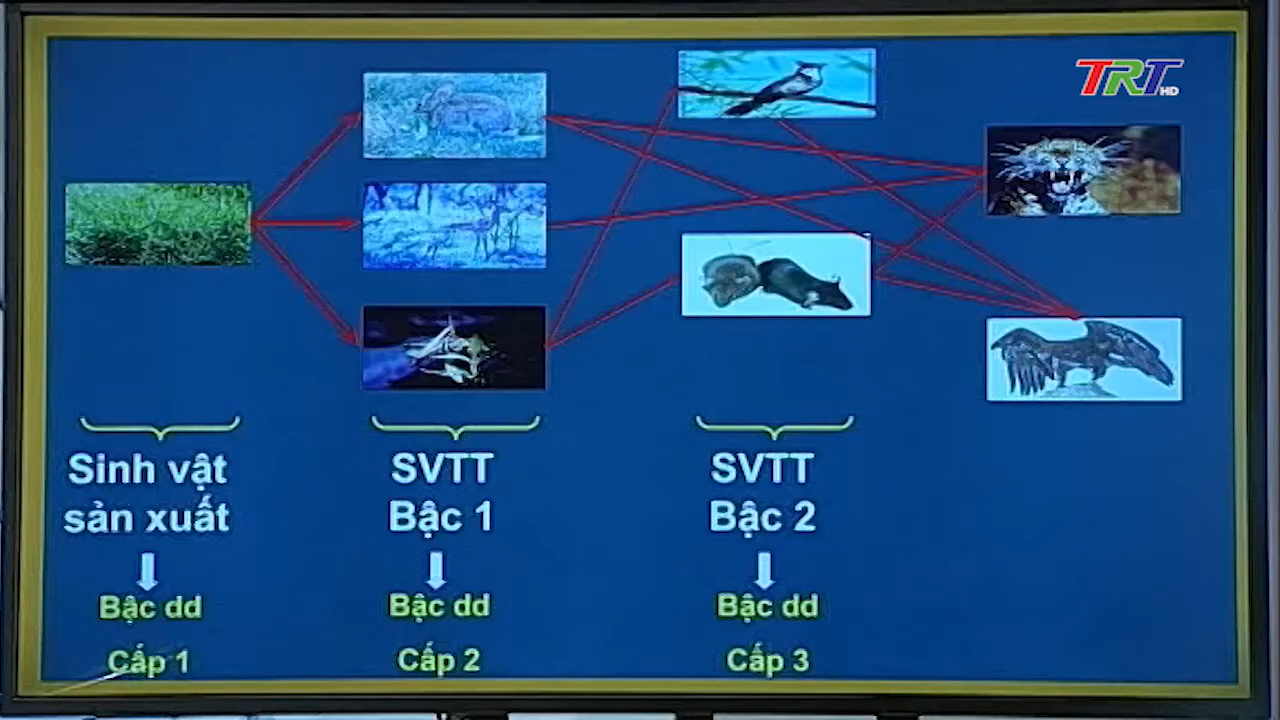 TRT HD
Sinh vật
sản xuất
SVTT
Bậc 1
SVTT
Bậc 2
Bậc dd
Cấp 1
Bậc dd
Cấp 2
Bậc dd
Cấp 3